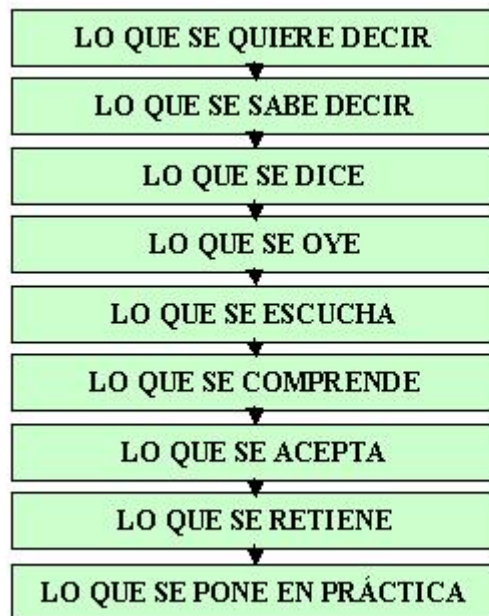 LO QUE SE QUIERE DECIR
LO QUE SE SABE DECIR
LO QUE SE DICE
LO QUE SE OYE
LO QUE SE ESCUCHA
LO QUE SE COMPRENDE
LO QUE SE ACEPTA
LO QUE SE RETIENE
LO QUE SE PONE EN PRÁCTICA